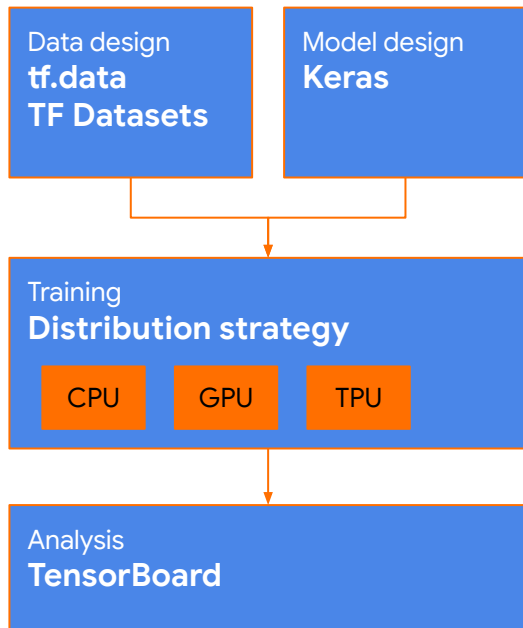 Data design
tf.data
TF Datasets
Model design
Keras
Training
Distribution strategy
CPU GPU TPU
Analysis
TensorBoard